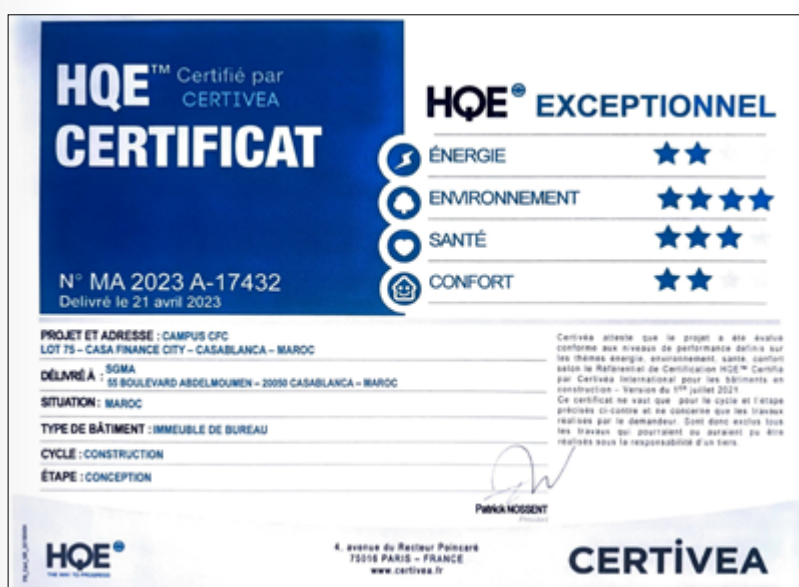 HQE™ Certifié par
CERTIVEA
CERTIFICAT
N° MA 2023 A-17432
Delivré le 21 avril 2023
HQE EXCEPTIONNEL
ÉNERGIE
ENVIRONNEMENT
SANTÉ
CONFORT
PROJET ET ADRESSE : CAMPUS CFC
LOT 75 – CASA FINANCE CITY – CASABLANCA – MAROC
DÉLIVRÉ À : SGMA
55 BOULEVARD ABDELMOUMEN – 20050 CASABLANCA – MAROC
SITUATION : MAROC
TYPE DE BÂTIMENT : IMMEUBLE DE BUREAU
CYCLE : CONSTRUCTION
ÉTAPE : CONCEPTION
Certivéa atteste que le projet a été évalué
conforme aux niveaux de performance définis sur
les thèmes énergie, environnement, santé, confort
selon le Référentiel de Certification HQE™ Certifié
par Certivea International pour les bâtiments en
construction – Version du 1er juillet 2021
Ce certificat ne vaut que pour le cycle et l'étape
précisés ci-contre et ne concerne que les travaux
réalisés par le demandeur. Sont donc exclus tous
les travaux qui pourraient ou auraient pu être
réalisés sous la responsabilité d'un tiers.
Patrick NOSSENT
Président
HQE
THE WAY TO PROGRESS
4, avenue du Recteur Poincaré
75016 PARIS – FRANCE
www.certivea.fr
CERTIVEA